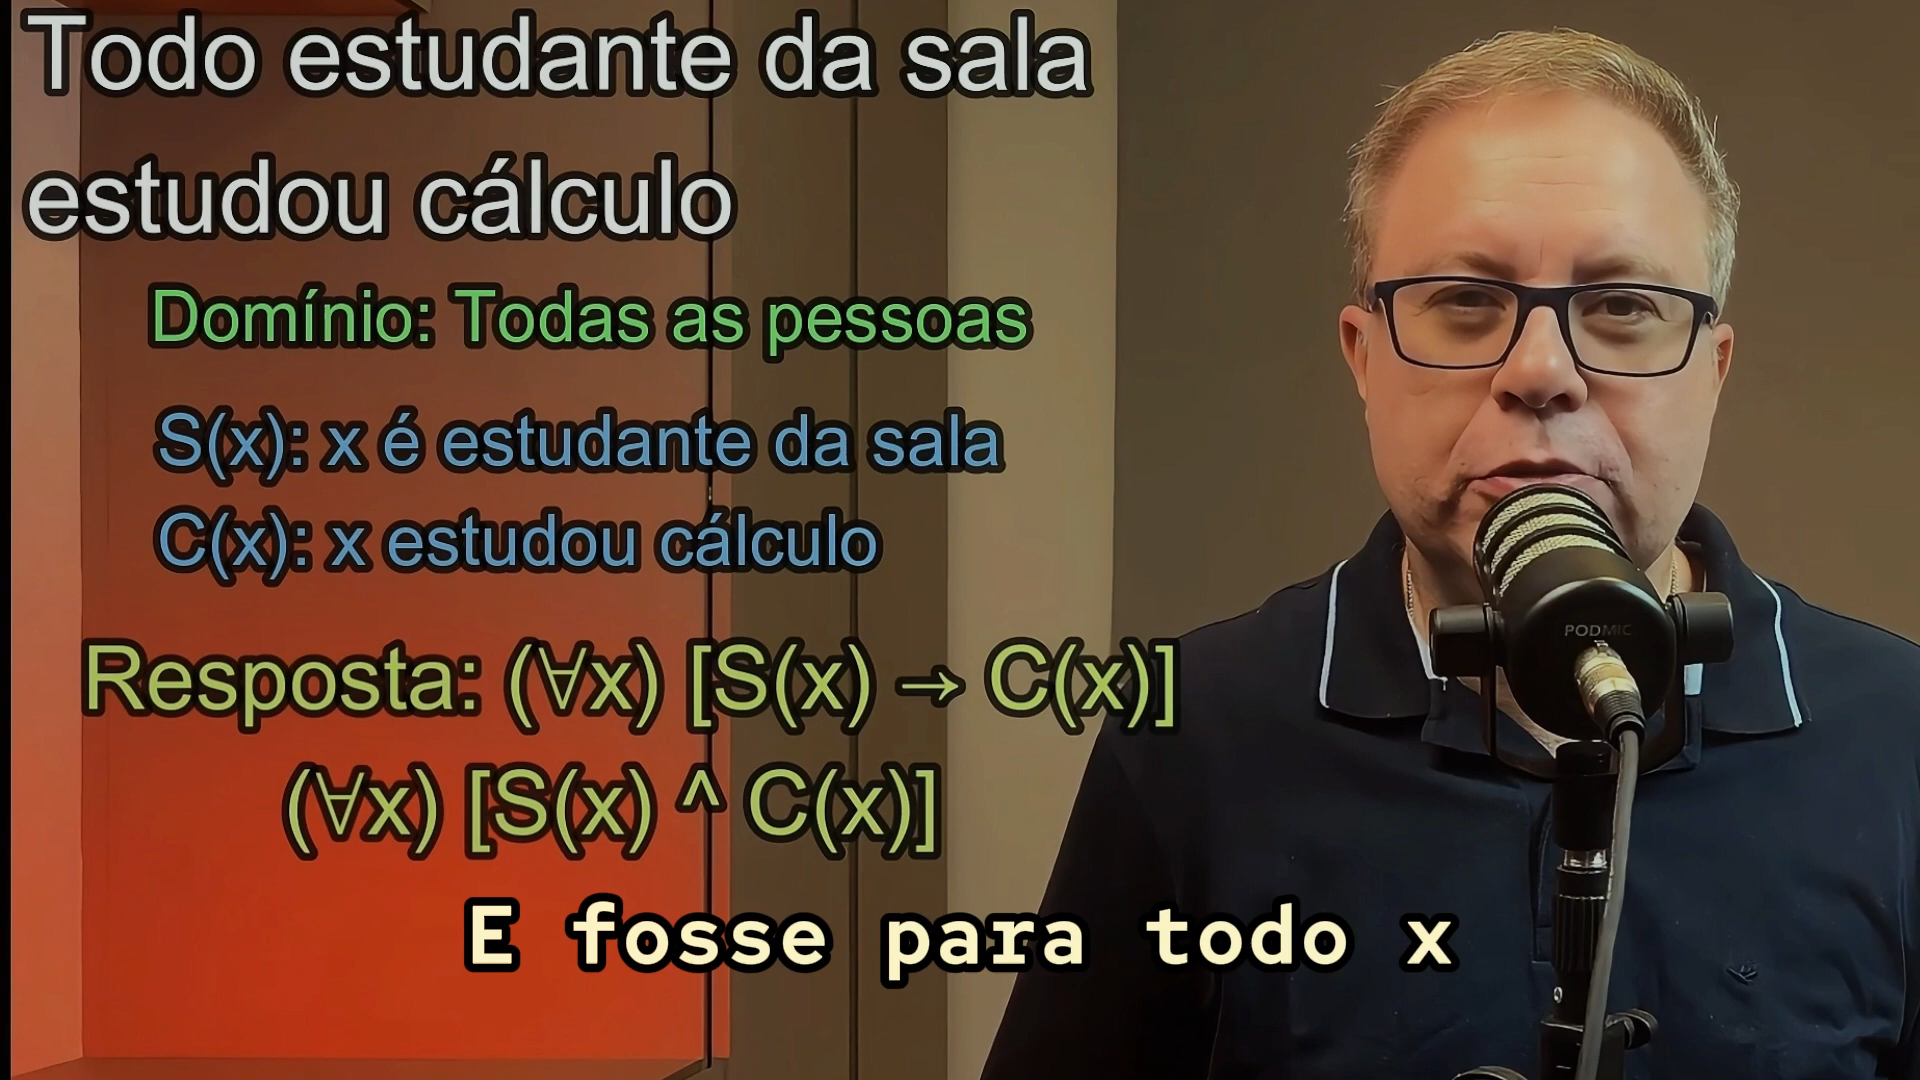 Todo estudante da sala
estudou cálculo
Domínio: Todas as pessoas
S(x): x é estudante da sala
C(x): x estudou cálculo
Resposta: (∀x) [S(x) → C(x)]
(∀x) [S(x) ^ C(x)]
E fosse para todo x
PODMIC